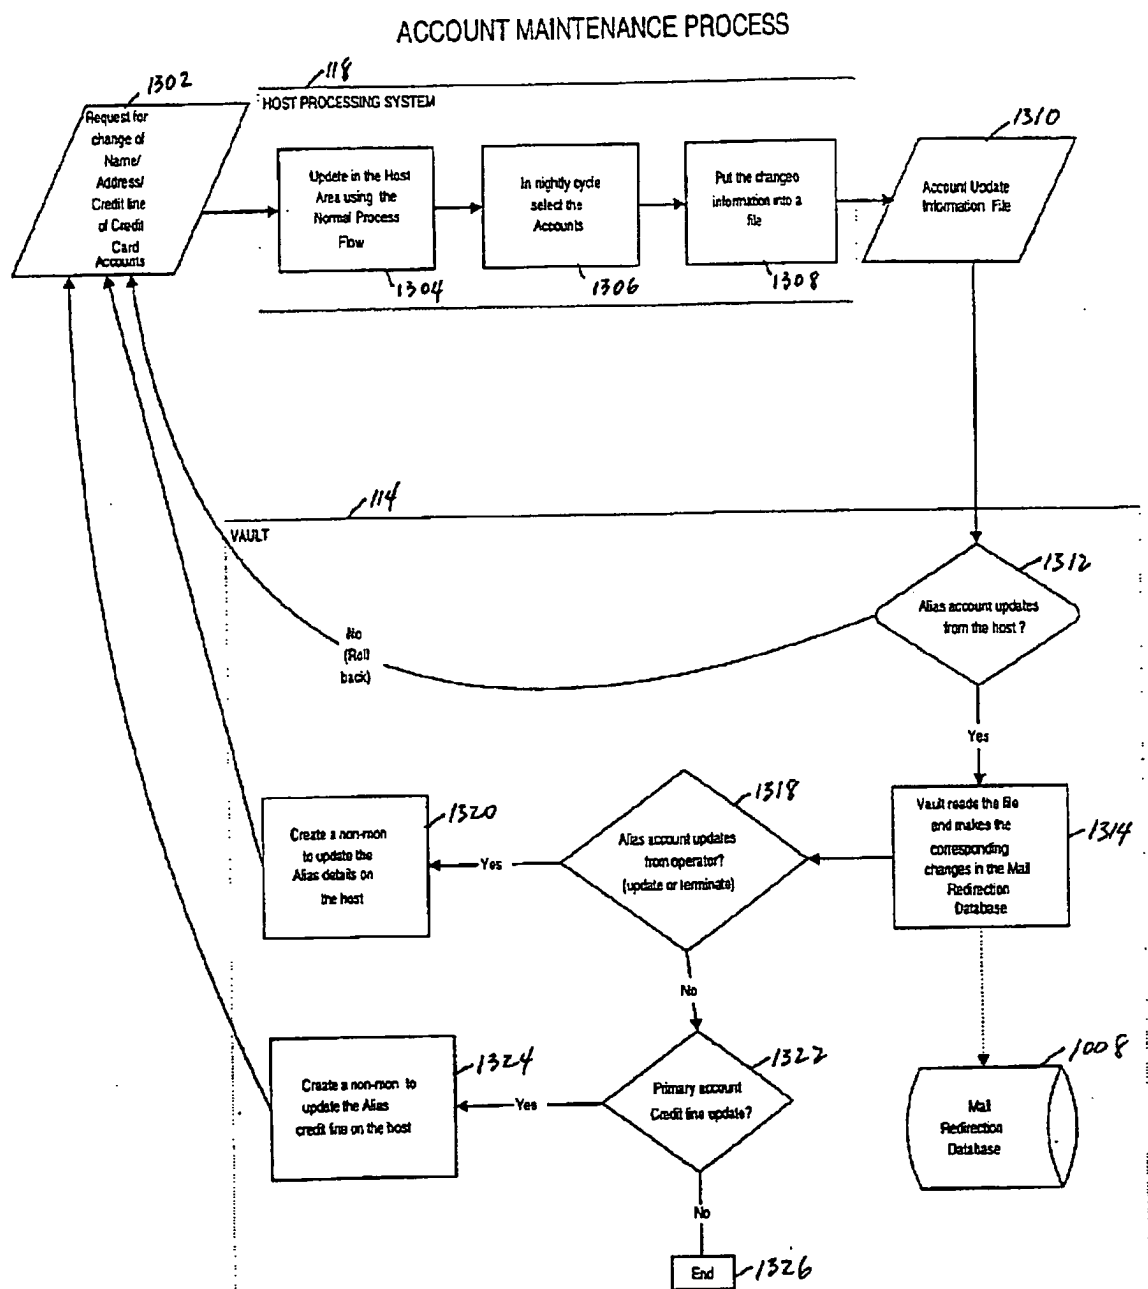 ACCOUNT MAINTENANCE PROCESS
1302
Request for
change of
Name/
Address/
Credit line
of Credit
Card
Accounts
118
HOST PROCESSING SYSTEM
Update in the Host
Area using the
Normal Process
Flow
1304
In nightly cycle
select the
Accounts
1306
Put the changed
information into a
file
1308
1310
Account Update
Information File
114
VAULT
1312
Alias account updates
from the host ?
No
(Roll
back)
Yes
1314
Vault reads the file
and makes the
corresponding
changes in the Mail
Redirection
Database
1318
Alias account updates
from operator?
(update or terminate)
Yes
1320
Create a non-mon
to update the
Alias details on
the host
No
1322
Primary account
Credit line update?
Yes
1324
Create a non-mon to
update the Alias
credit line on the host
1008
Mail
Redirection
Database
No
End
1326